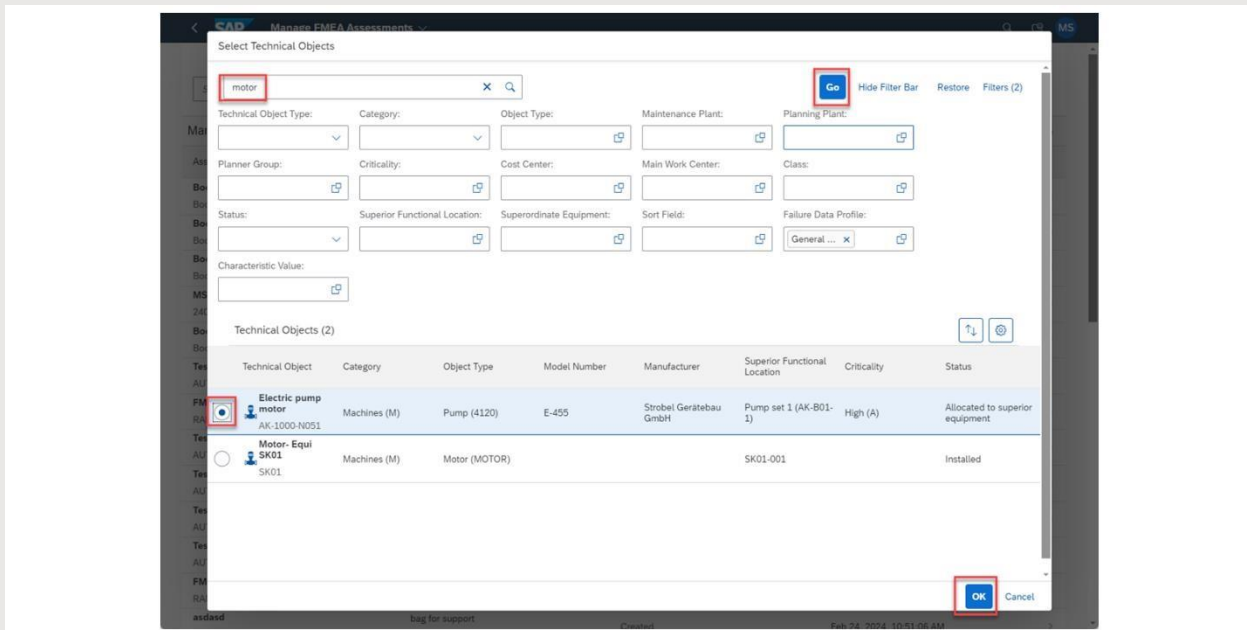 SAP Manage FMEA Assessments MS
Select Technical Objects
motor Go Hide Filter Bar Restore Filters (2)
Technical Object Type: Category: Object Type: Maintenance Plant: Planning Plant:
Planner Group: Criticality: Cost Center: Main Work Center: Class:
Status: Superior Functional Location: Superordinate Equipment: Sort Field: Failure Data Profile:
General ...
Characteristic Value:
Technical Objects (2)
Technical Object Category Object Type Model Number Manufacturer Superior Functional Location Criticality Status
Electric pump
motor
AK-1000-N051
Machines (M) Pump (4120) E-455
Strobel Gerätebau
GmbH
Pump set 1 (AK-B01-
1)
High (A)
Allocated to superior
equipment
Motor- Equi
SK01
SK01
Machines (M) Motor (MOTOR) SK01-001 Installed
OK Cancel
asdasd bag for support Created Feb 24, 2024, 10:51:06 AM